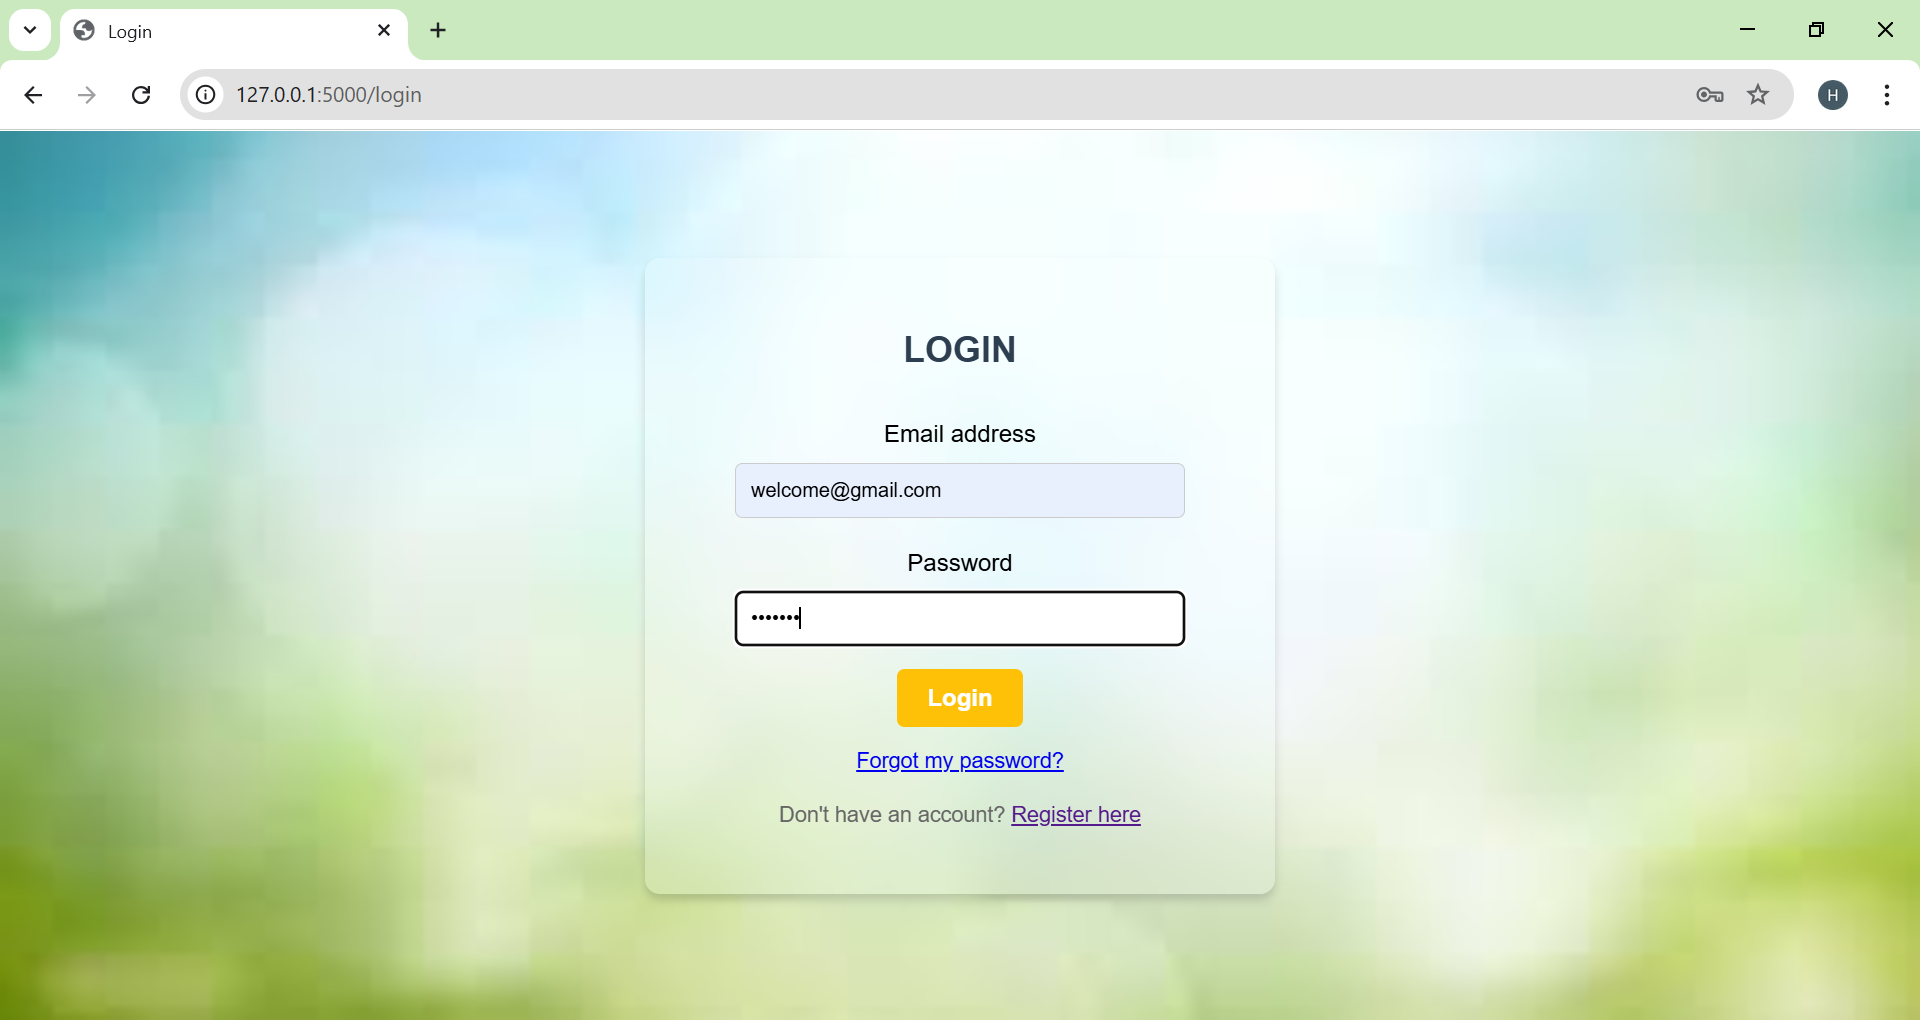 Login
127.0.0.1:5000/login
H
LOGIN
Email address
welcome@gmail.com
Password
•••••••
Login
Forgot my password?
Don't have an account? Register here